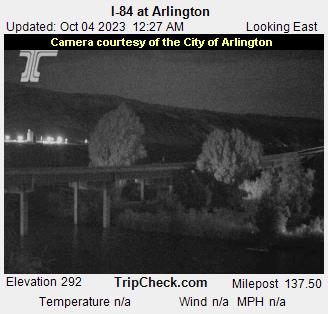 I-84 at Arlington
Updated: Oct 04 2023 12:27 AM Looking East
Camera courtesy of the City of Arlington
Elevation 292 TripCheck.com Milepost 137.50
Temperature n/a Wind n/a MPH n/a